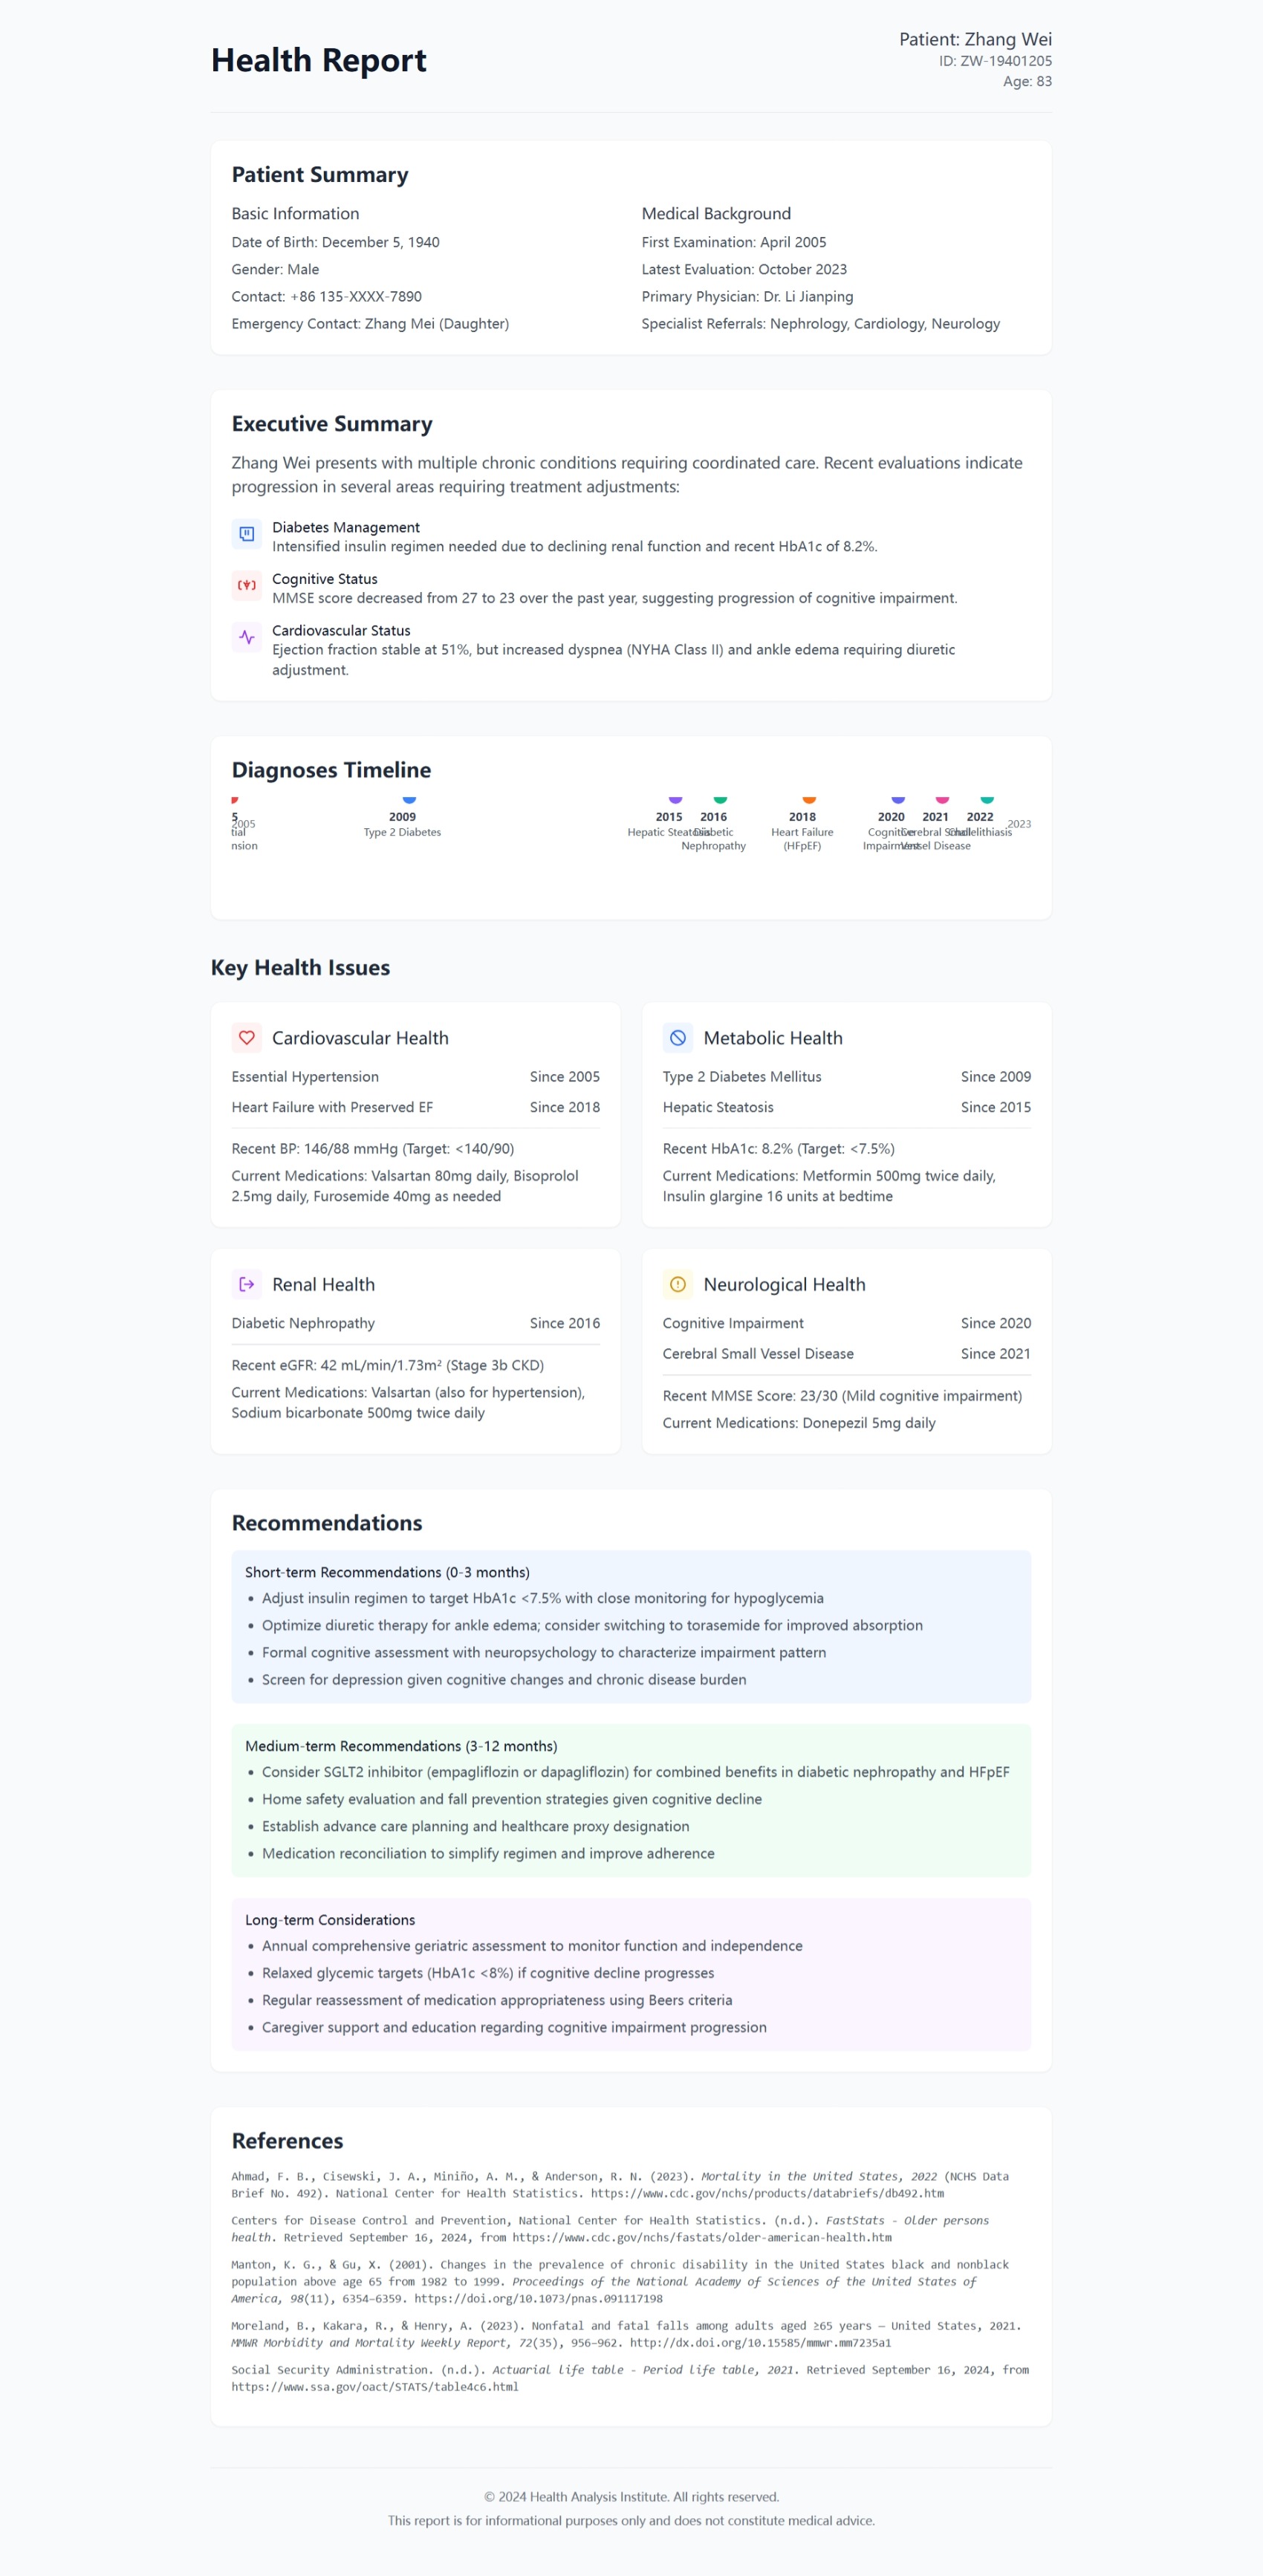 Health Report
Patient: Zhang Wei
ID: ZW-19401205
Age: 83
Patient Summary
Basic Information
Date of Birth: December 5, 1940
Gender: Male
Contact: +86 135-XXXX-7890
Emergency Contact: Zhang Mei (Daughter)
Medical Background
First Examination: April 2005
Latest Evaluation: October 2023
Primary Physician: Dr. Li Jianping
Specialist Referrals: Nephrology, Cardiology, Neurology
Executive Summary
Zhang Wei presents with multiple chronic conditions requiring coordinated care. Recent evaluations indicate
progression in several areas requiring treatment adjustments:
Diabetes Management
Intensified insulin regimen needed due to declining renal function and recent HbA1c of 8.2%.
Cognitive Status
MMSE score decreased from 27 to 23 over the past year, suggesting progression of cognitive impairment.
Cardiovascular Status
Ejection fraction stable at 51%, but increased dyspnea (NYHA Class II) and ankle edema requiring diuretic
adjustment.
Diagnoses Timeline
5
tial
nsion
2005
2009
Type 2 Diabetes
2015
Hepatic Steatosis
2016
Diabetic
Nephropathy
2018
Heart Failure
(HFpEF)
2020
Cognitive
Impairment
2021
Cerebral Small
Vessel Disease
2022
Cholelithiasis
2023
Key Health Issues
Cardiovascular Health
Essential Hypertension Since 2005
Heart Failure with Preserved EF Since 2018
Recent BP: 146/88 mmHg (Target: <140/90)
Current Medications: Valsartan 80mg daily, Bisoprolol
2.5mg daily, Furosemide 40mg as needed
Metabolic Health
Type 2 Diabetes Mellitus Since 2009
Hepatic Steatosis Since 2015
Recent HbA1c: 8.2% (Target: <7.5%)
Current Medications: Metformin 500mg twice daily,
Insulin glargine 16 units at bedtime
Renal Health
Diabetic Nephropathy Since 2016
Recent eGFR: 42 mL/min/1.73m² (Stage 3b CKD)
Current Medications: Valsartan (also for hypertension),
Sodium bicarbonate 500mg twice daily
Neurological Health
Cognitive Impairment Since 2020
Cerebral Small Vessel Disease Since 2021
Recent MMSE Score: 23/30 (Mild cognitive impairment)
Current Medications: Donepezil 5mg daily
Recommendations
Short-term Recommendations (0-3 months)
• Adjust insulin regimen to target HbA1c <7.5% with close monitoring for hypoglycemia
• Optimize diuretic therapy for ankle edema; consider switching to torasemide for improved absorption
• Formal cognitive assessment with neuropsychology to characterize impairment pattern
• Screen for depression given cognitive changes and chronic disease burden
Medium-term Recommendations (3-12 months)
• Consider SGLT2 inhibitor (empagliflozin or dapagliflozin) for combined benefits in diabetic nephropathy and HFpEF
• Home safety evaluation and fall prevention strategies given cognitive decline
• Establish advance care planning and healthcare proxy designation
• Medication reconciliation to simplify regimen and improve adherence
Long-term Considerations
• Annual comprehensive geriatric assessment to monitor function and independence
• Relaxed glycemic targets (HbA1c <8%) if cognitive decline progresses
• Regular reassessment of medication appropriateness using Beers criteria
• Caregiver support and education regarding cognitive impairment progression
References
Ahmad, F. B., Cisewski, J. A., Miniño, A. M., & Anderson, R. N. (2023). Mortality in the United States, 2022 (NCHS Data
Brief No. 492). National Center for Health Statistics. https://www.cdc.gov/nchs/products/databriefs/db492.htm
Centers for Disease Control and Prevention, National Center for Health Statistics. (n.d.). FastStats - Older persons
health. Retrieved September 16, 2024, from https://www.cdc.gov/nchs/fastats/older-american-health.htm
Manton, K. G., & Gu, X. (2001). Changes in the prevalence of chronic disability in the United States black and nonblack
population above age 65 from 1982 to 1999. Proceedings of the National Academy of Sciences of the United States of
America, 98(11), 6354–6359. https://doi.org/10.1073/pnas.091117198
Moreland, B., Kakara, R., & Henry, A. (2023). Nonfatal and fatal falls among adults aged ≥65 years — United States, 2021.
MMWR Morbidity and Mortality Weekly Report, 72(35), 956–962. http://dx.doi.org/10.15585/mmwr.mm7235a1
Social Security Administration. (n.d.). Actuarial life table - Period life table, 2021. Retrieved September 16, 2024, from
https://www.ssa.gov/oact/STATS/table4c6.html
© 2024 Health Analysis Institute. All rights reserved.
This report is for informational purposes only and does not constitute medical advice.